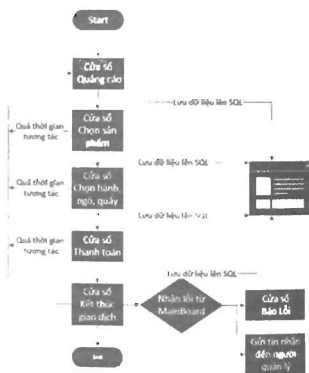 Start
Cửa sổ
Quảng cáo
Lưu dữ liệu lên SQL
Cửa sổ
Chọn sản
phẩm
Quá thời gian
tương tác
Lưu dữ liệu lên SQL
Cửa sổ
Chọn hành,
ngò, quẩy
Quá thời gian
tương tác
Lưu dữ liệu lên SQL
Cửa sổ
Thanh toán
Quá thời gian
tương tác
Lưu dữ liệu lên SQL
Cửa sổ
Kết thúc
giao dịch
Nhận lỗi từ
MainBoard
Cửa sổ
Báo Lỗi
Gửi tin nhắn
đến người
quản lý
End